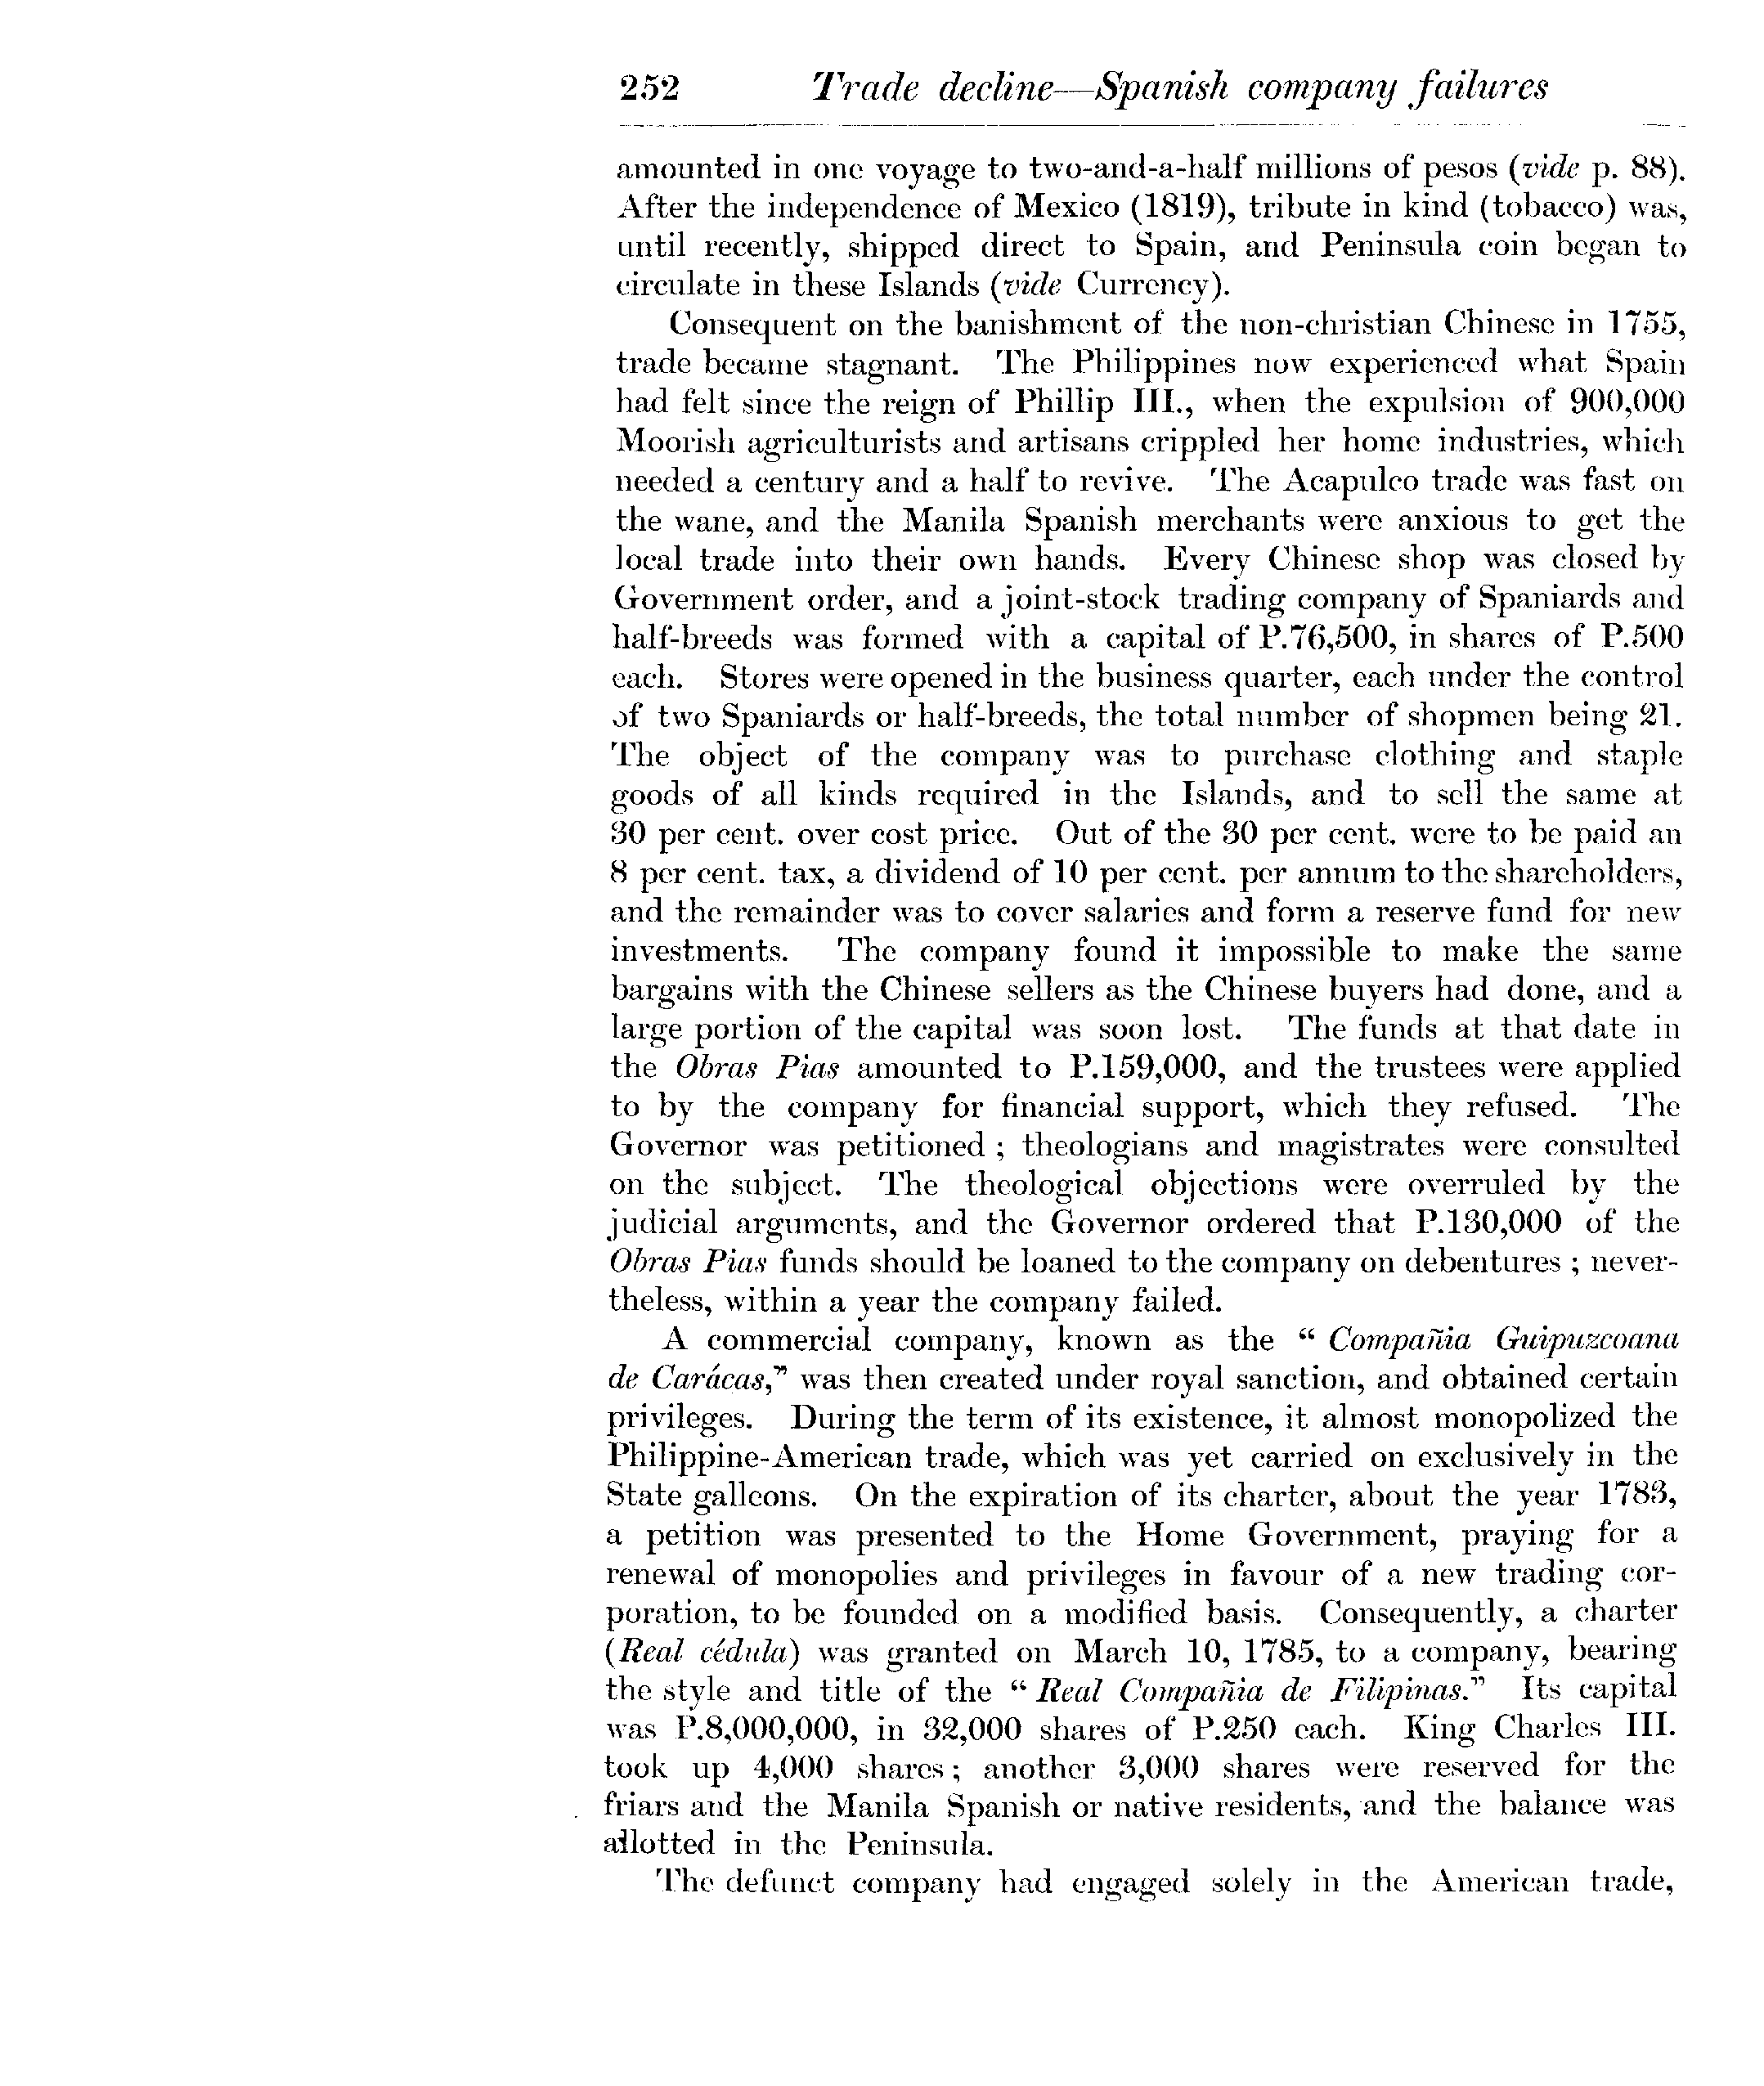 252 Trade decline—Spanish company failures
amounted in one voyage to two-and-a-half millions of pesos (vide p. 88).
After the independence of Mexico (1819), tribute in kind (tobacco) was,
until recently, shipped direct to Spain, and Peninsula coin began to
circulate in these Islands (vide Currency).
Consequent on the banishment of the non-christian Chinese in 1755,
trade became stagnant. The Philippines now experienced what Spain
had felt since the reign of Phillip III., when the expulsion of 900,000
Moorish agriculturists and artisans crippled her home industries, which
needed a century and a half to revive. The Acapulco trade was fast on
the wane, and the Manila Spanish merchants were anxious to get the
local trade into their own hands. Every Chinese shop was closed by
Government order, and a joint-stock trading company of Spaniards and
half-breeds was formed with a capital of P.76,500, in shares of P.500
each. Stores were opened in the business quarter, each under the control
of two Spaniards or half-breeds, the total number of shopmen being 21.
The object of the company was to purchase clothing and staple
goods of all kinds required in the Islands, and to sell the same at
30 per cent. over cost price. Out of the 30 per cent. were to be paid an
8 per cent. tax, a dividend of 10 per cent. per annum to the shareholders,
and the remainder was to cover salaries and form a reserve fund for new
investments. The company found it impossible to make the same
bargains with the Chinese sellers as the Chinese buyers had done, and a
large portion of the capital was soon lost. The funds at that date in
the Obras Pias amounted to P.159,000, and the trustees were applied
to by the company for financial support, which they refused. The
Governor was petitioned ; theologians and magistrates were consulted
on the subject. The theological objections were overruled by the
judicial arguments, and the Governor ordered that P.130,000 of the
Obras Pias funds should be loaned to the company on debentures ; never-
theless, within a year the company failed.
A commercial company, known as the “ Compañia Guipuzcoana
de Carácas,” was then created under royal sanction, and obtained certain
privileges. During the term of its existence, it almost monopolized the
Philippine-American trade, which was yet carried on exclusively in the
State galleons. On the expiration of its charter, about the year 1783,
a petition was presented to the Home Government, praying for a
renewal of monopolies and privileges in favour of a new trading cor-
poration, to be founded on a modified basis. Consequently, a charter
(Real cédula) was granted on March 10, 1785, to a company, bearing
the style and title of the “ Real Compañia de Filipinas.” Its capital
was P.8,000,000, in 32,000 shares of P.250 each. King Charles III.
took up 4,000 shares ; another 3,000 shares were reserved for the
friars and the Manila Spanish or native residents, and the balance was
allotted in the Peninsula.
The defunct company had engaged solely in the American trade,